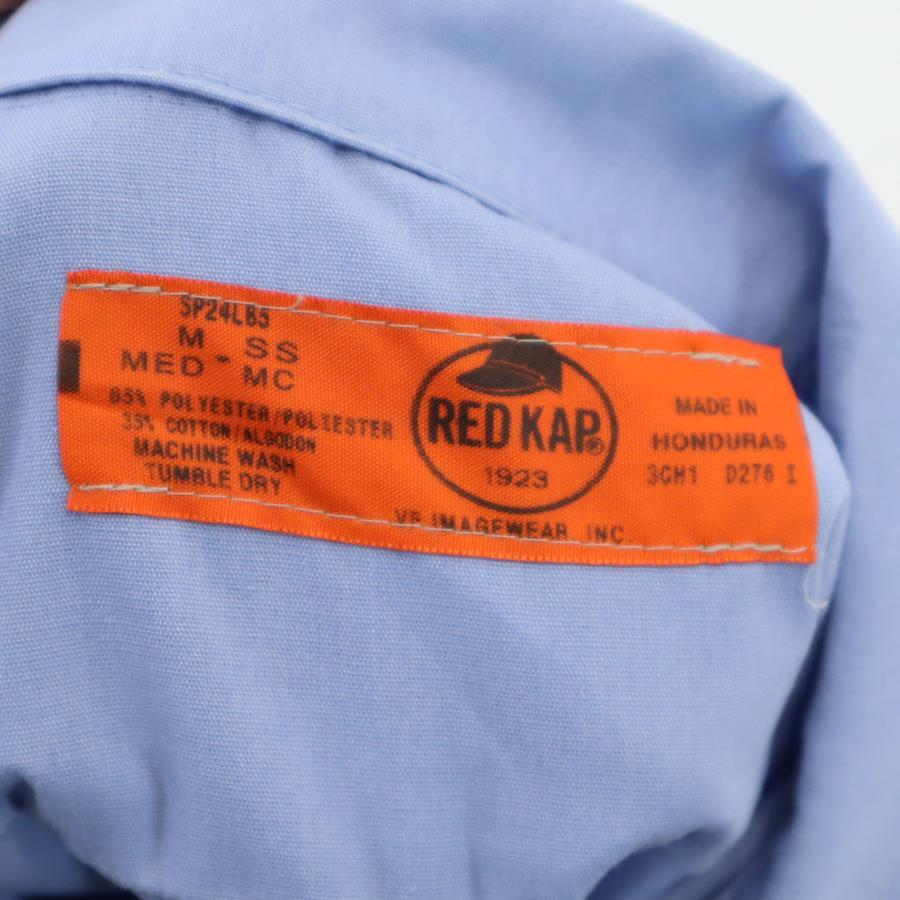 SP24LB5
M - SS
MED - MC
65% POLYESTER/POLIESTER
35% COTTON/ALGODON
MACHINE WASH
TUMBLE DRY
RED KAP®
1923
VF IMAGEWEAR, INC.
MADE IN
HONDURAS
3CH1 D276 I